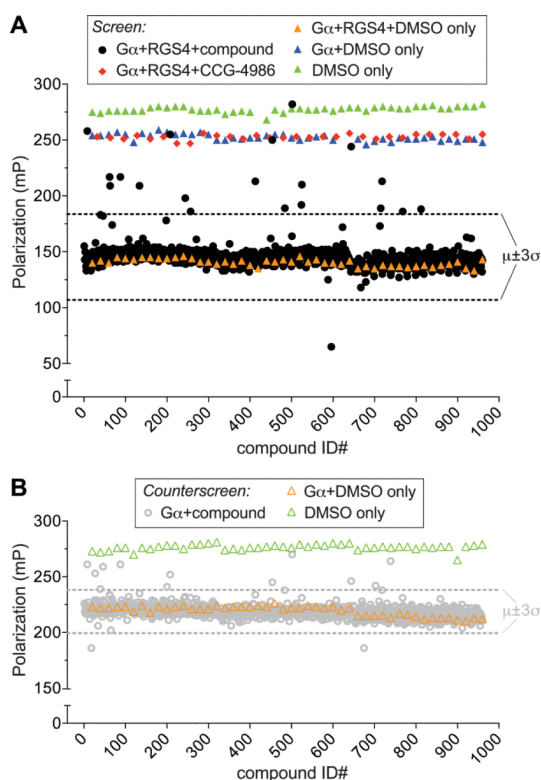 A
Screen:
Gα+RGS4+DMSO only
Gα+RGS4+compound
Gα+DMSO only
Gα+RGS4+CCG-4986
DMSO only
300
250
200
150
100
50
0
Polarization (mP)
μ±3σ
0
100
200
300
400
500
600
700
800
900
1000
compound ID#
B
Counterscreen:
Gα+DMSO only
Gα+compound
DMSO only
300
250
200
150
0
Polarization (mP)
μ±3σ
0
100
200
300
400
500
600
700
800
900
1000
compound ID#